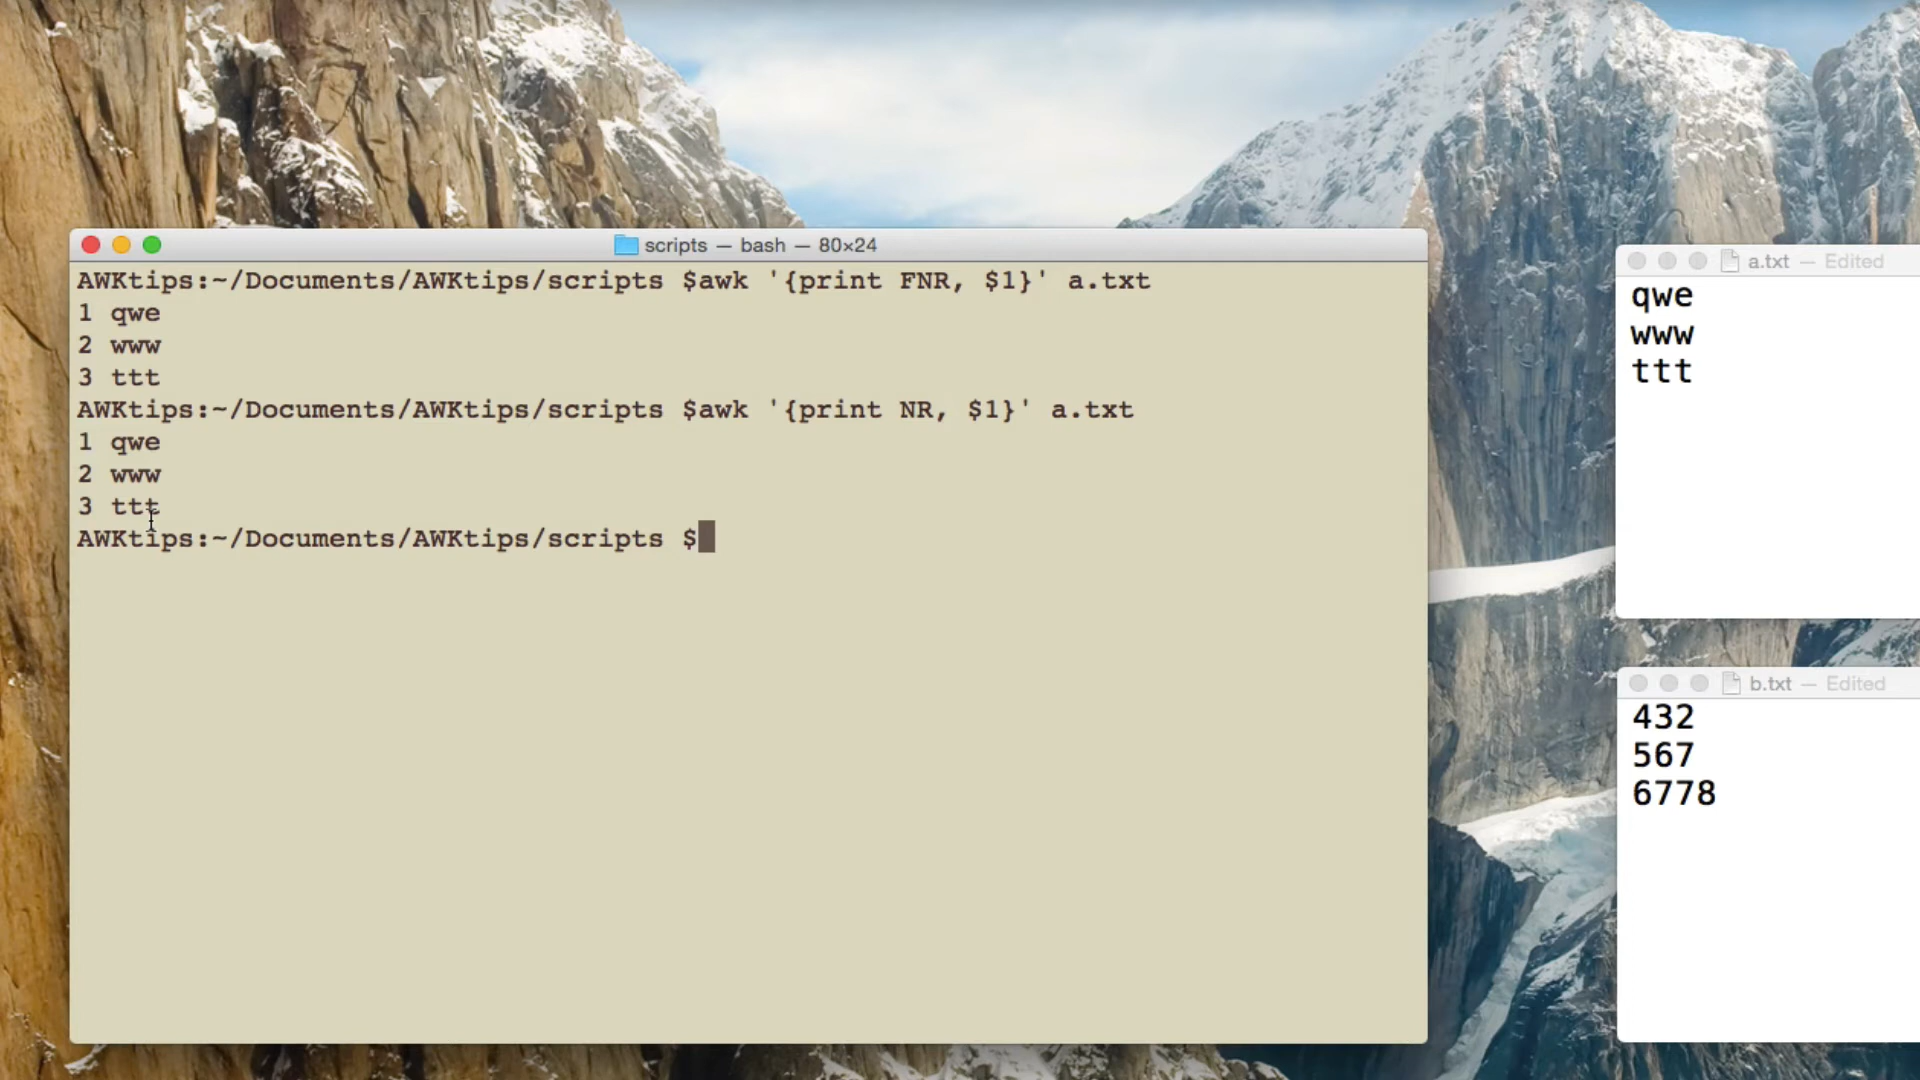 scripts — bash — 80×24
AWKtips:~/Documents/AWKtips/scripts $awk '{print FNR, $1}' a.txt
1 qwe
2 www
3 ttt
AWKtips:~/Documents/AWKtips/scripts $awk '{print NR, $1}' a.txt
1 qwe
2 www
3 ttt
AWKtips:~/Documents/AWKtips/scripts $
a.txt — Edited
qwe
www
ttt
b.txt — Edited
432
567
6778